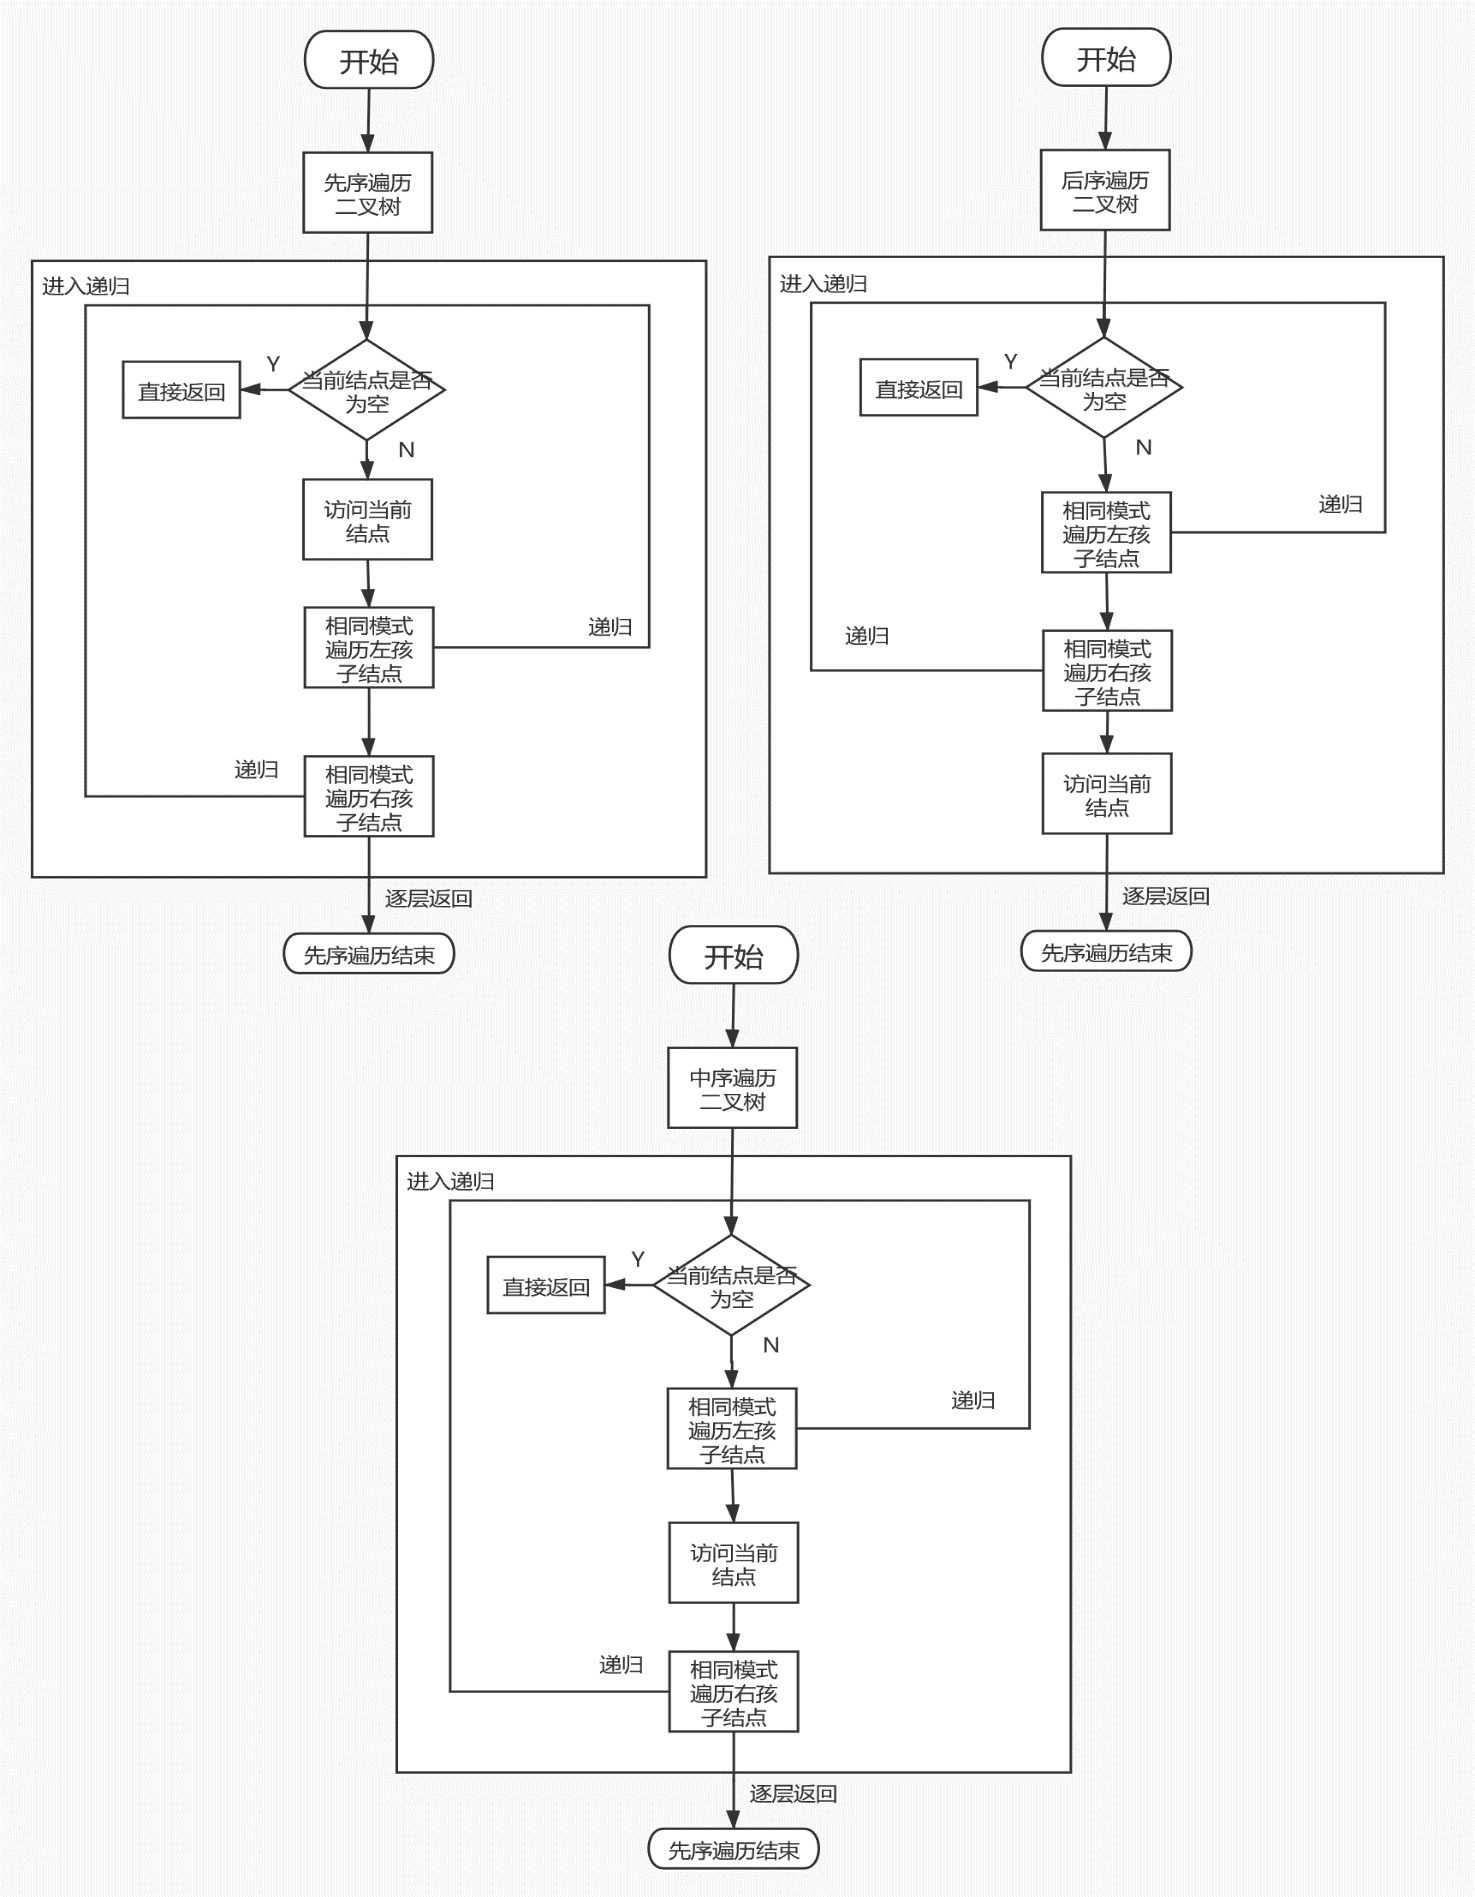 开始
先序遍历
二叉树
进入递归
Y
当前结点是否
为空
直接返回
N
访问当前
结点
相同模式
遍历左孩
子结点
递归
相同模式
遍历右孩
子结点
递归
逐层返回
先序遍历结束
开始
后序遍历
二叉树
进入递归
Y
当前结点是否
为空
直接返回
N
相同模式
遍历左孩
子结点
递归
相同模式
遍历右孩
子结点
递归
访问当前
结点
逐层返回
先序遍历结束
开始
中序遍历
二叉树
进入递归
Y
当前结点是否
为空
直接返回
N
相同模式
遍历左孩
子结点
递归
访问当前
结点
递归
相同模式
遍历右孩
子结点
逐层返回
先序遍历结束